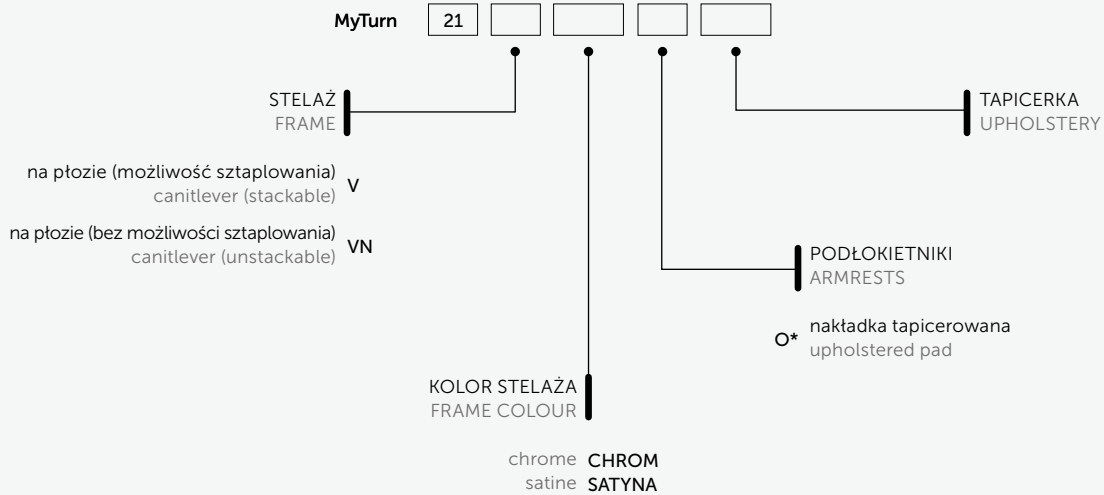 MyTurn 21
STELAŻ
FRAME
TAPICERKA
UPHOLSTERY
na płozie (możliwość sztaplowania) V
canitlever (stackable)
na płozie (bez możliwości sztaplowania) VN
canitlever (unstackable)
PODŁOKIETNIKI
ARMRESTS
O* nakładka tapicerowana
upholstered pad
KOLOR STELAŻA
FRAME COLOUR
chrome CHROM
satine SATYNA